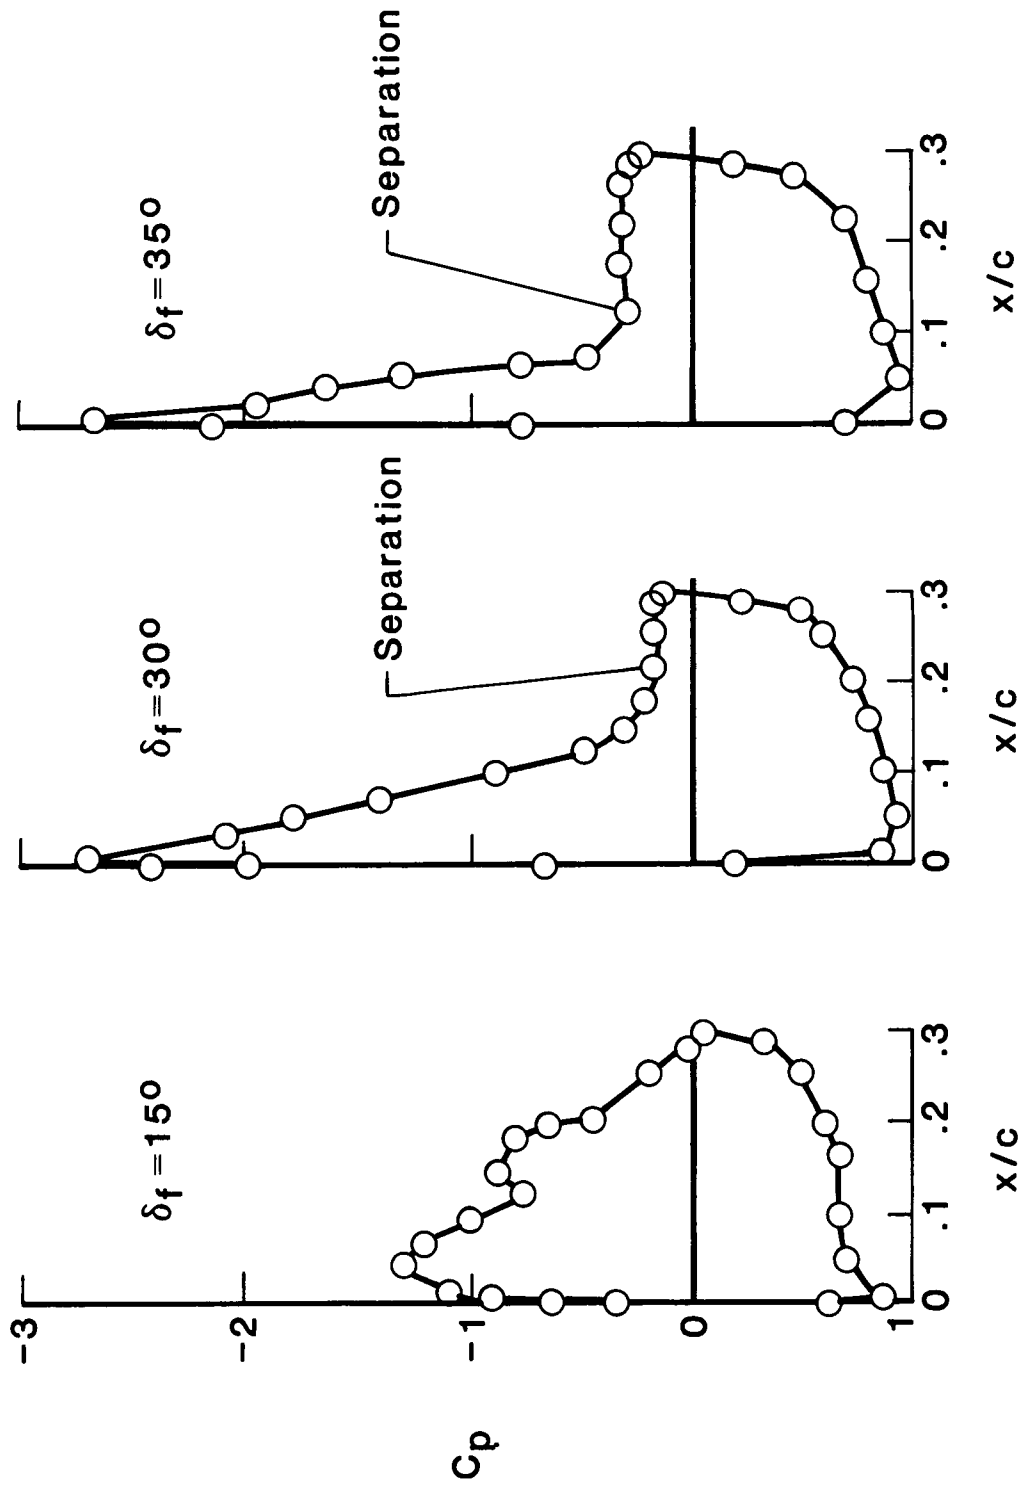 δf = 15°
δf = 30°
δf = 35°
Separation
Separation
-3
-2
-1
0
1
Cp
0 .1 .2 .3
0 .1 .2 .3
0 .1 .2 .3
x/c
x/c
x/c